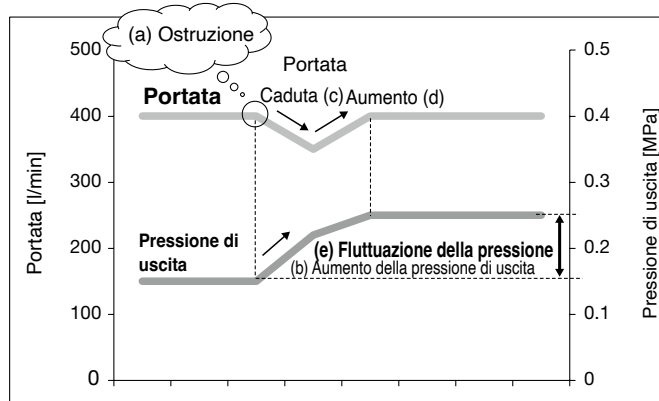 (a) Ostruzione
Portata
Portata
Caduta (c)
Aumento (d)
Pressione di
uscita
(e) Fluttuazione della pressione
(b) Aumento della pressione di uscita
Portata [l/min]
500
400
300
200
100
0
0.5
0.4
0.3
0.2
0.1
0
Pressione di uscita [MPa]